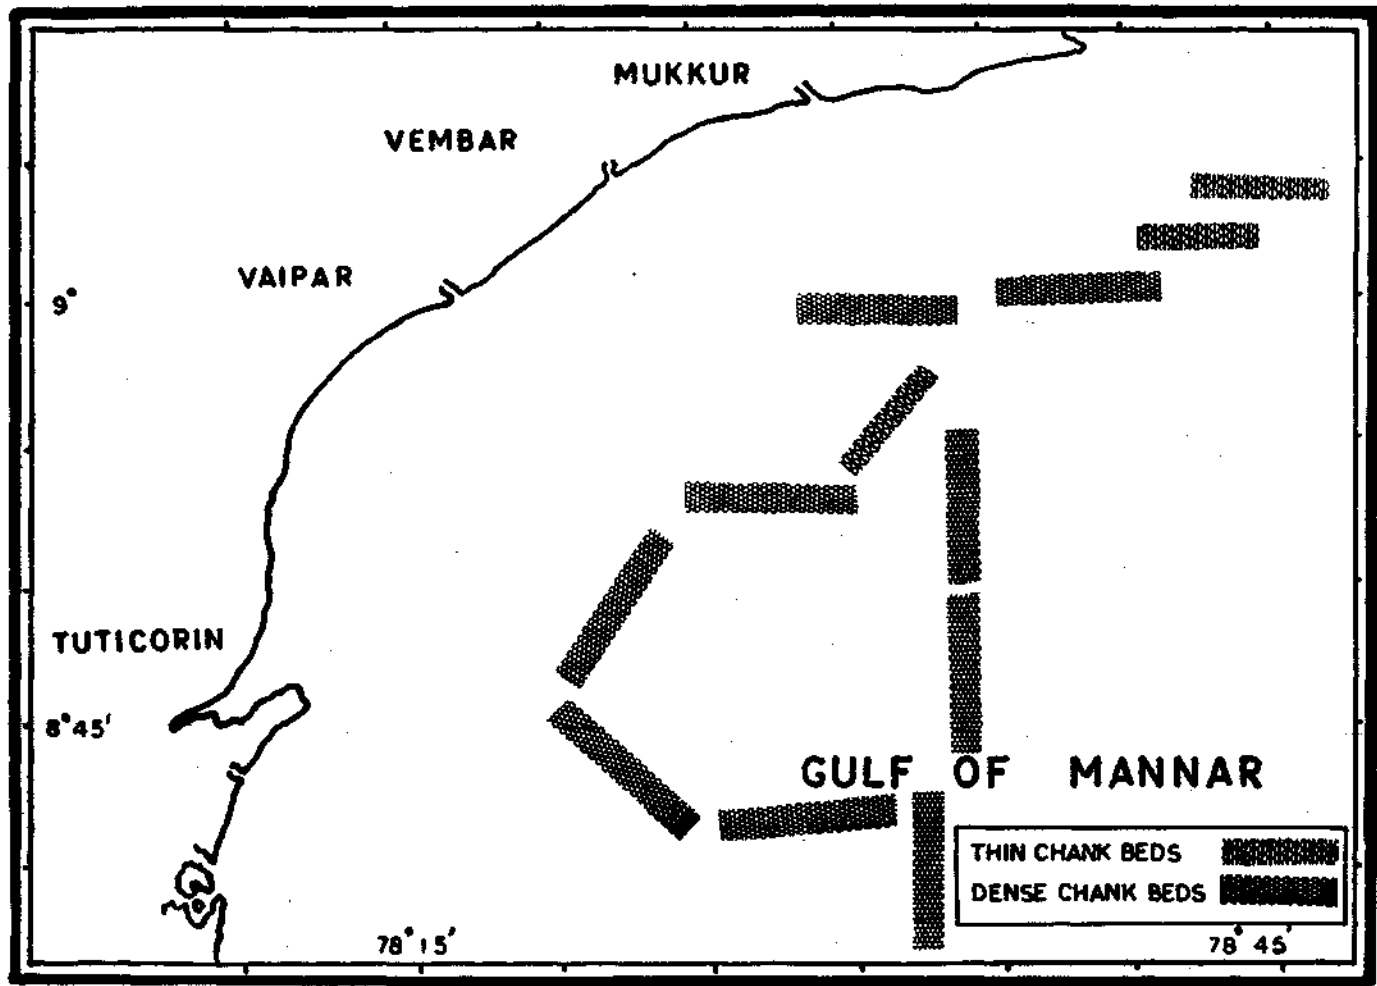 MUKKUR
VEMBAR
VAIPAR
9°
TUTICORIN
8°45'
GULF OF MANNAR
THIN CHANK BEDS
DENSE CHANK BEDS
78°15'
78°45'